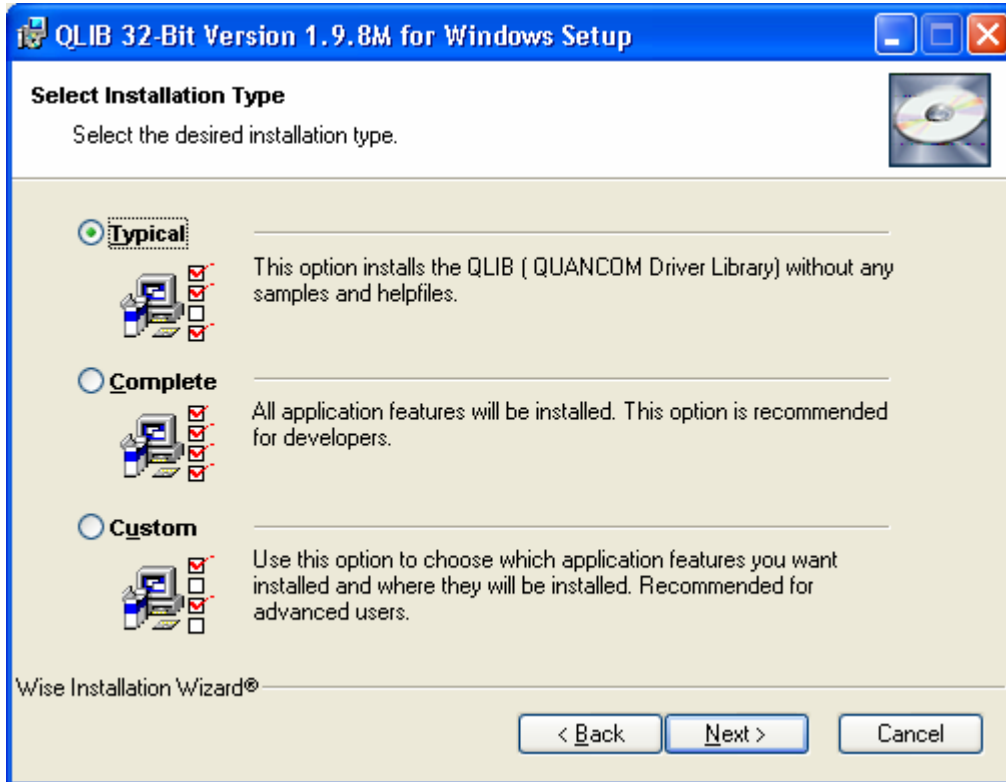 QLIB 32-Bit Version 1.9.8M for Windows Setup
Select Installation Type
Select the desired installation type.
Typical
This option installs the QLIB ( QUANCOM Driver Library) without any
samples and helpfiles.
Complete
All application features will be installed. This option is recommended
for developers.
Custom
Use this option to choose which application features you want
installed and where they will be installed. Recommended for
advanced users.
Wise Installation Wizard®
< Back
Next >
Cancel